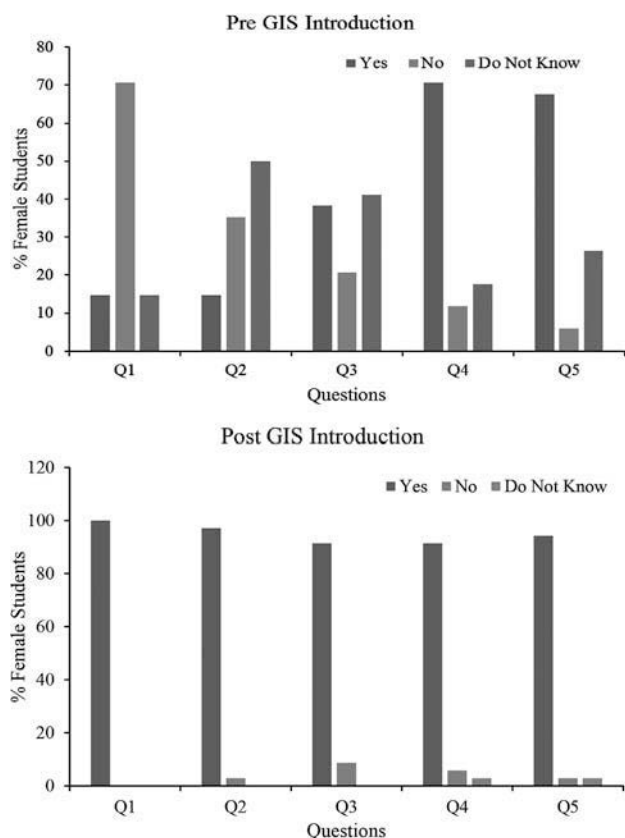 Pre GIS Introduction
Yes No Do Not Know
80
70
60
50
40
30
20
10
0
% Female Students
Q1 Q2 Q3 Q4 Q5
Questions
Post GIS Introduction
120
Yes No Do Not Know
100
80
60
40
20
0
% Female Students
Q1 Q2 Q3 Q4 Q5
Questions